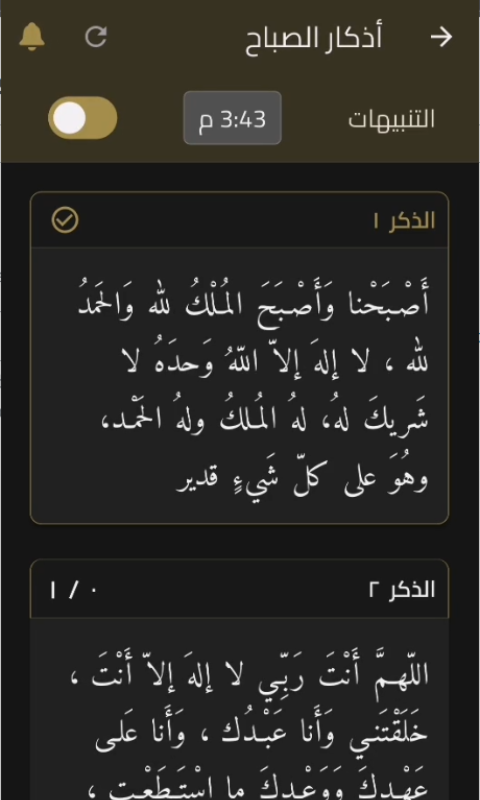 أذكار الصباح
التنبيهات
3:43 م
الذكر ١
أَصْبَحْنا وَأَصْبَحَ المُلْكُ لله وَالحَمدُ
لله ، لا إلهَ إلاّ اللّهُ وَحدَهُ لا
شَريكَ لهُ، لهُ المُلكُ ولهُ الحَمْد،
وهُوَ على كلّ شَيءٍ قدير
الذكر ٢
٠ / ١
اللّهمَّ أَنْتَ رَبِّي لا إلهَ إلاّ أَنْتَ ،
خَلَقْتَني وَأَنا عَبْدُك ، وَأَنا عَلى
عَهْدِكَ وَوَعْدِكَ ما اسْتَطَعْت ،